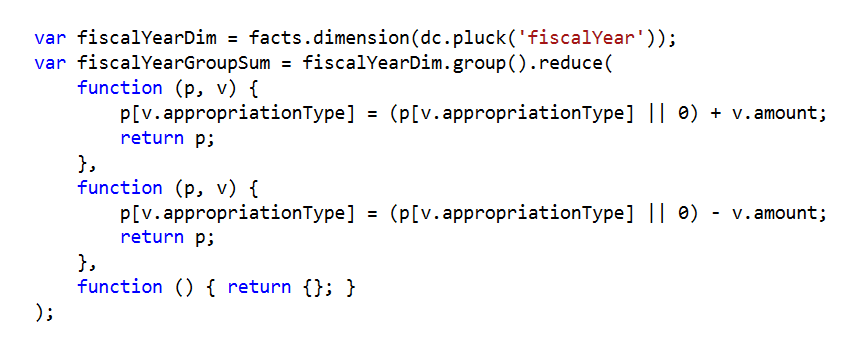 var fiscalYearDim = facts.dimension(dc.pluck('fiscalYear'));
var fiscalYearGroupSum = fiscalYearDim.group().reduce(
    function (p, v) {
        p[v.appropriationType] = (p[v.appropriationType] || 0) + v.amount;
        return p;
    },
    function (p, v) {
        p[v.appropriationType] = (p[v.appropriationType] || 0) - v.amount;
        return p;
    },
    function () { return {}; }
);